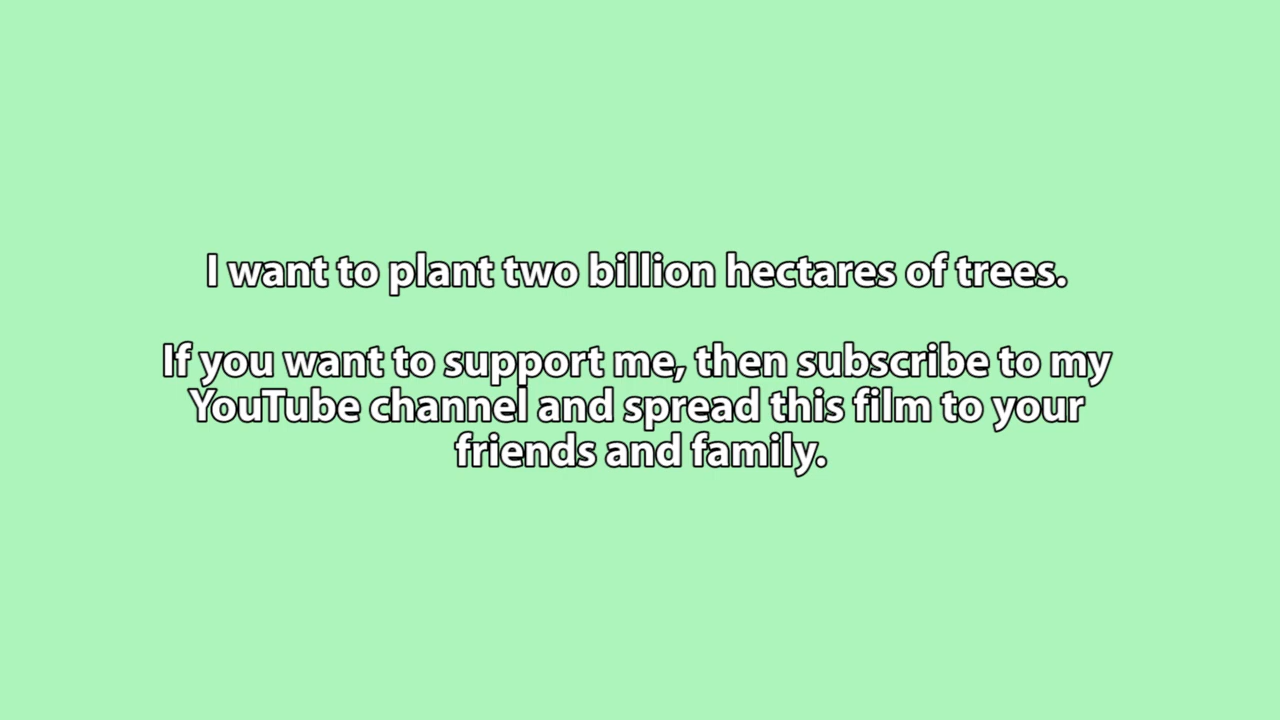 I want to plant two billion hectares of trees.
If you want to support me, then subscribe to my
YouTube channel and spread this film to your
friends and family.